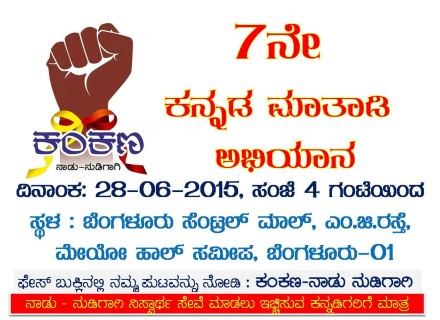 7ನೇ
ಕನ್ನಡ ಮಾತಾಡಿ
ಅಭಿಯಾನ
ಕಂಕಣ
ನಾಡು-ನುಡಿಗಾಗಿ
ದಿನಾಂಕ: 28-06-2015, ಸಂಜೆ 4 ಗಂಟೆಯಿಂದ
ಸ್ಥಳ : ಬೆಂಗಳೂರು ಸೆಂಟ್ರಲ್ ಮಾಲ್, ಎಂ.ಜಿ.ರಸ್ತೆ,
ಮೇಯೋ ಹಾಲ್ ಸಮೀಪ, ಬೆಂಗಳೂರು-01
ಫೇಸ್ ಬುಕ್ಕಿನಲ್ಲಿ ನಮ್ಮ ಪುಟವನ್ನು ನೋಡಿ : ಕಂಕಣ-ನಾಡು ನುಡಿಗಾಗಿ
ನಾಡು - ನುಡಿಗಾಗಿ ನಿಸ್ವಾರ್ಥ ಸೇವೆ ಮಾಡಲು ಇಚ್ಛಿಸುವ ಕನ್ನಡಿಗರಿಗೆ ಮಾತ್ರ